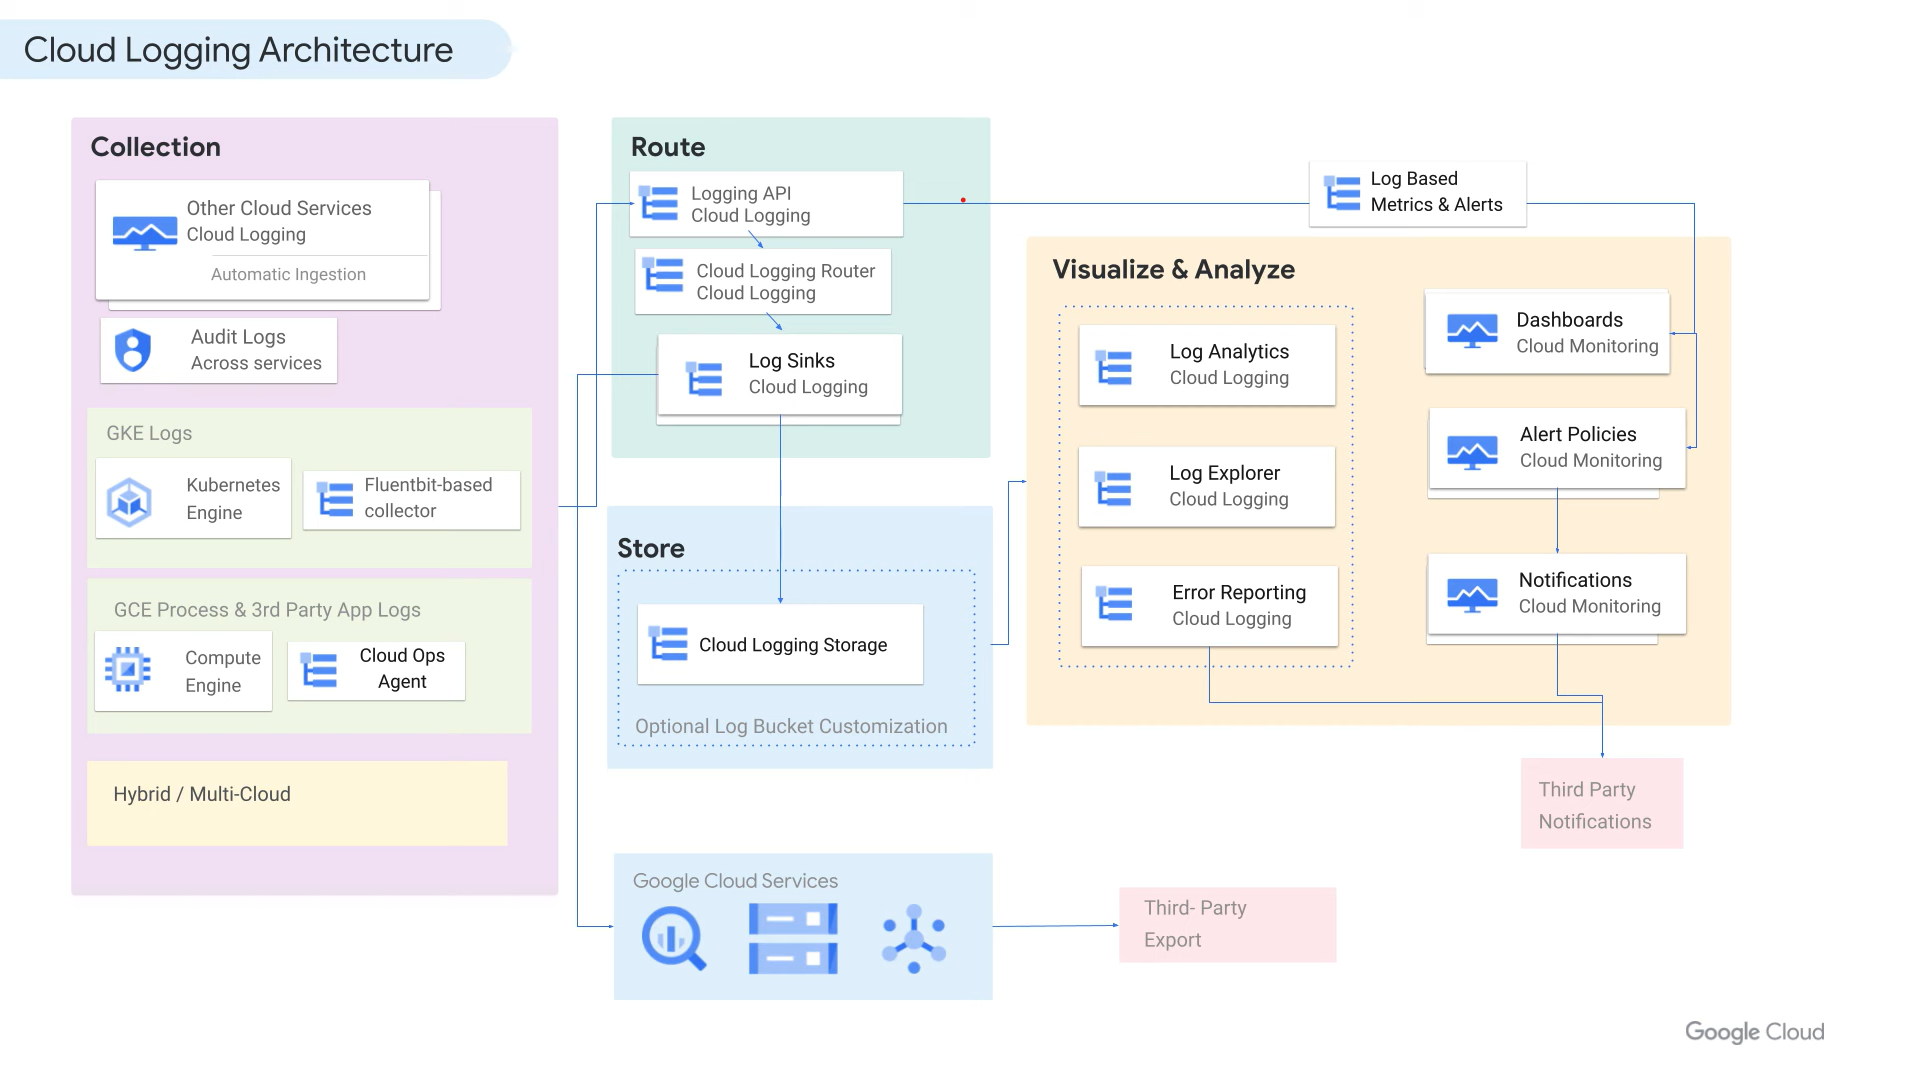 Cloud Logging Architecture
Collection
Other Cloud Services
Cloud Logging
Automatic Ingestion
Audit Logs
Across services
GKE Logs
Kubernetes
Engine
Fluentbit-based
collector
GCE Process & 3rd Party App Logs
Compute
Engine
Cloud Ops
Agent
Hybrid / Multi-Cloud
Route
Logging API
Cloud Logging
Cloud Logging Router
Cloud Logging
Log Sinks
Cloud Logging
Store
Cloud Logging Storage
Optional Log Bucket Customization
Google Cloud Services
Third- Party
Export
Log Based
Metrics & Alerts
Visualize & Analyze
Log Analytics
Cloud Logging
Log Explorer
Cloud Logging
Error Reporting
Cloud Logging
Dashboards
Cloud Monitoring
Alert Policies
Cloud Monitoring
Notifications
Cloud Monitoring
Third Party
Notifications
Google Cloud